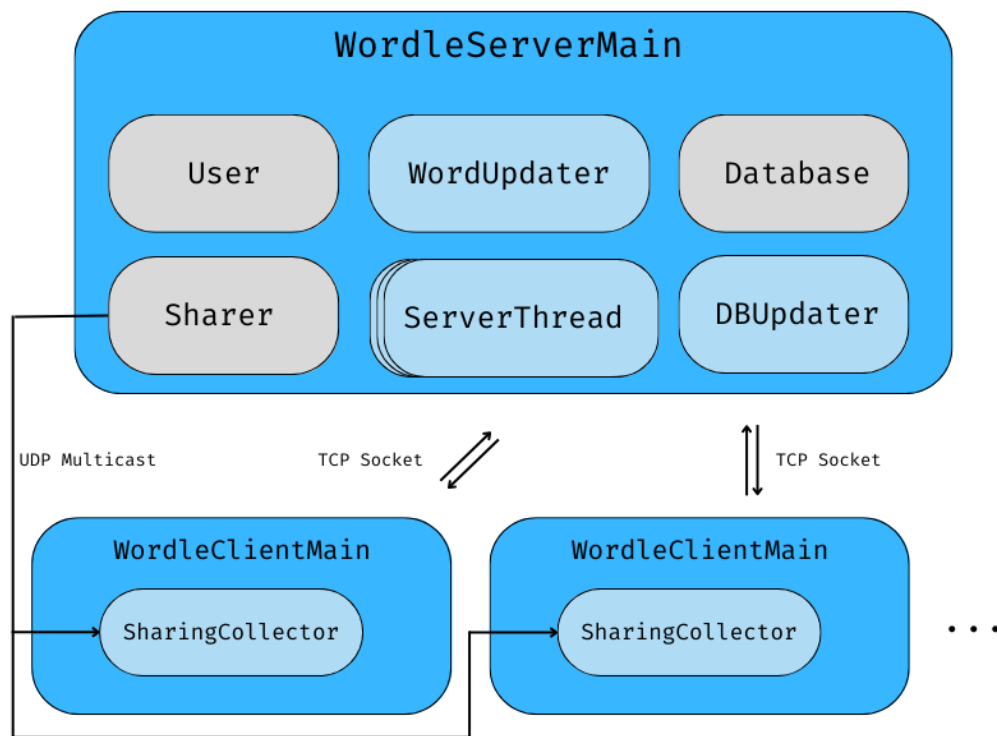 WordleServerMain
User
WordUpdater
Database
Sharer
ServerThread
DBUpdater
UDP Multicast
TCP Socket
TCP Socket
WordleClientMain
WordleClientMain
SharingCollector
SharingCollector
...